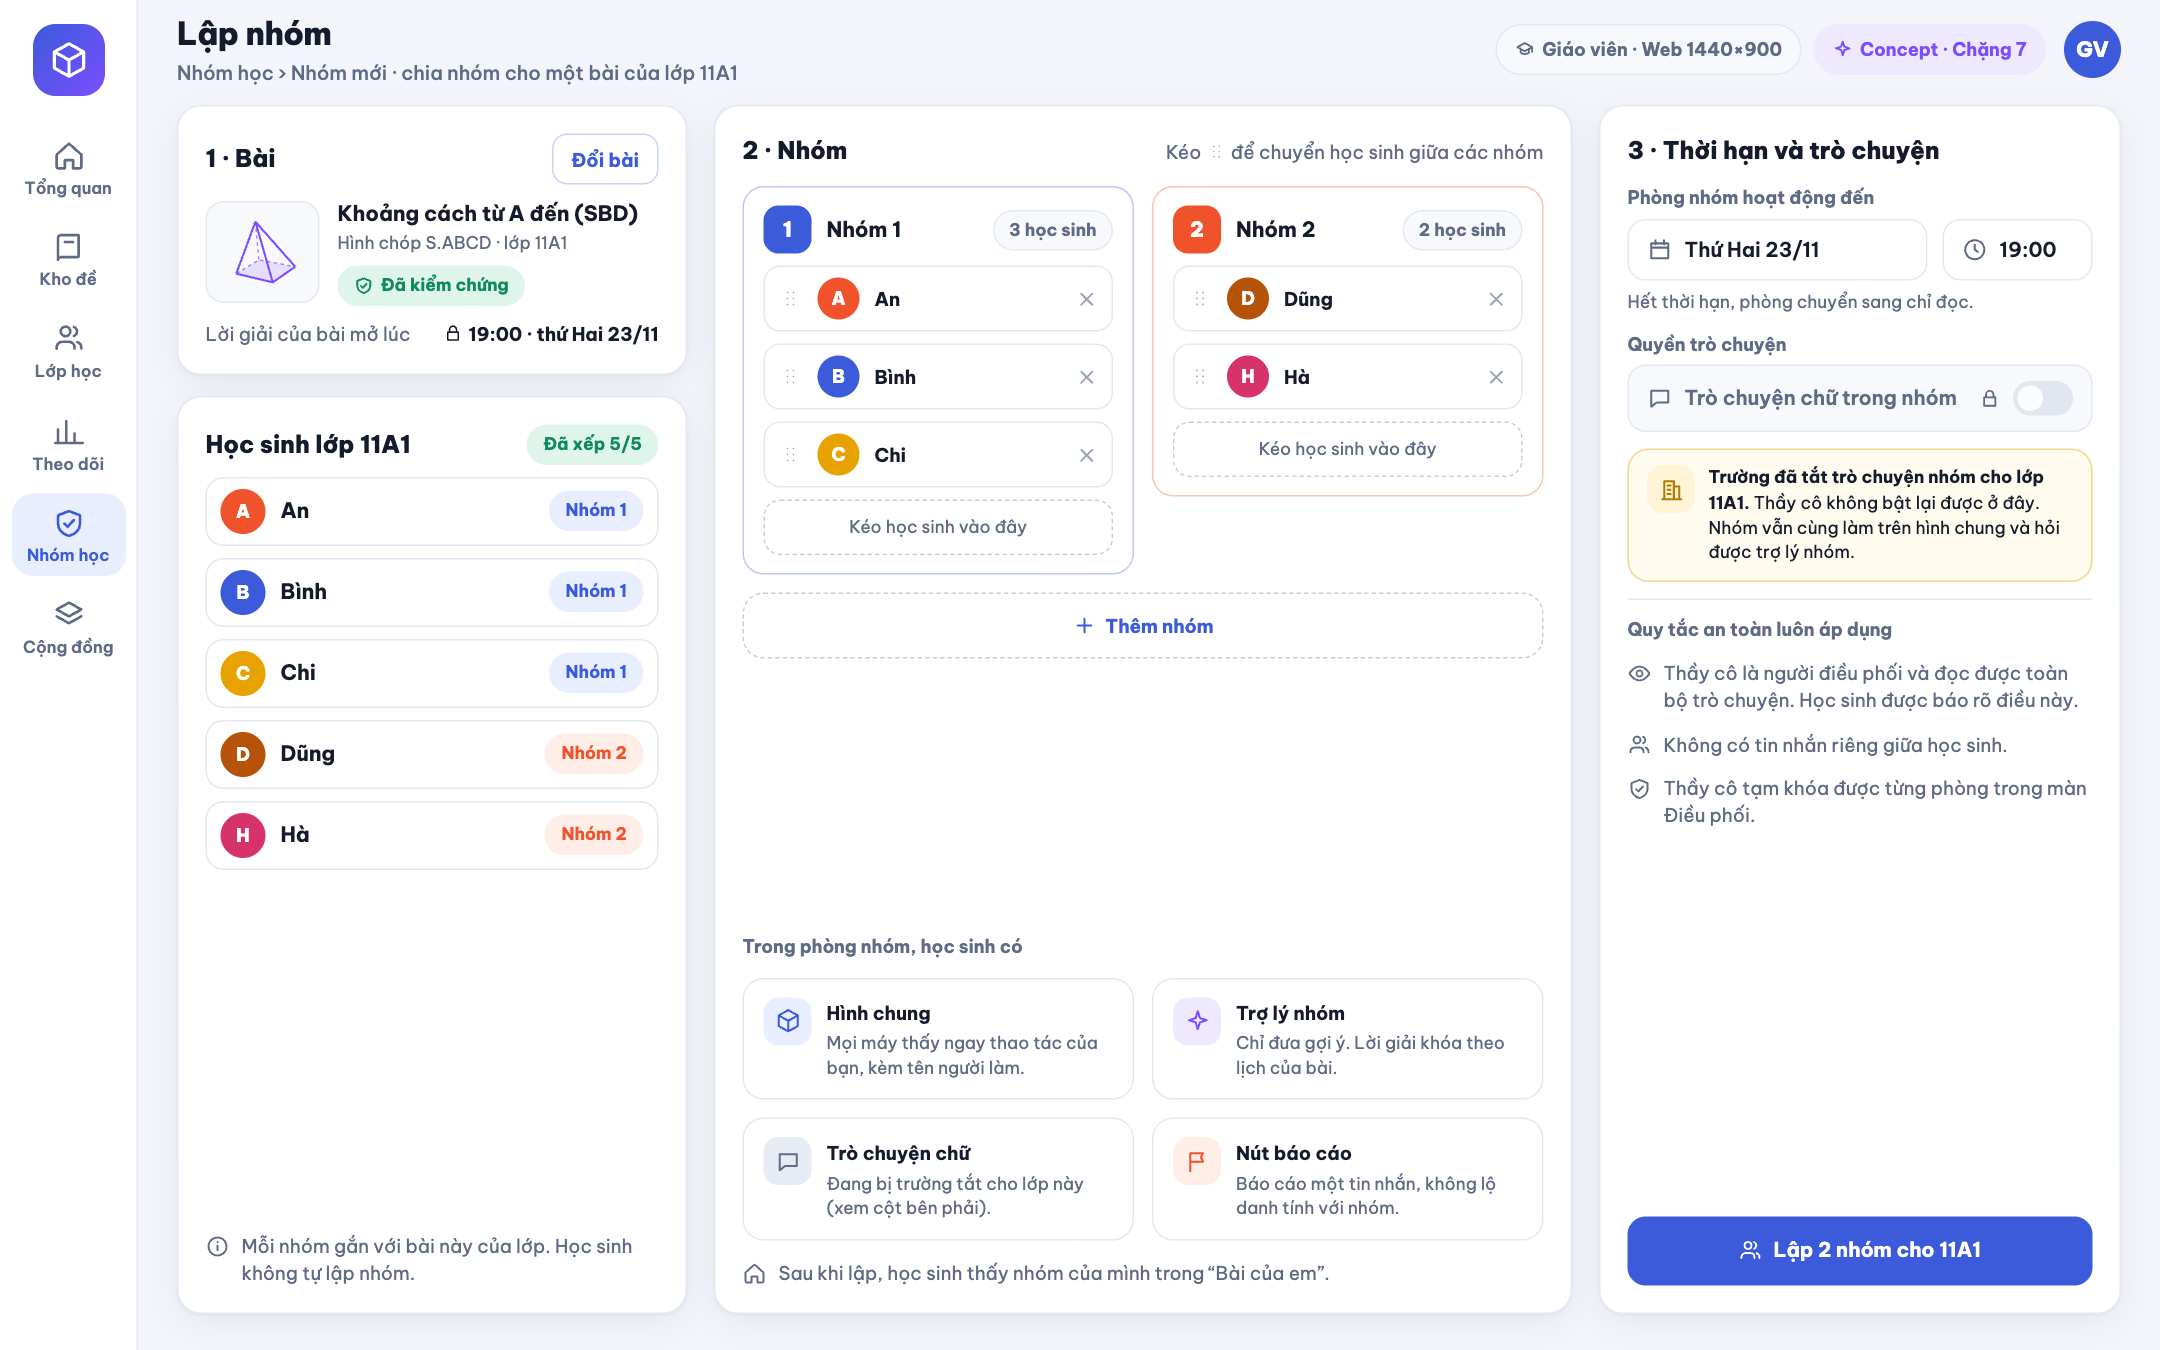 Lập nhóm
Nhóm học › Nhóm mới · chia nhóm cho một bài của lớp 11A1
Giáo viên · Web 1440×900
Concept · Chặng 7
GV
Tổng quan
Kho đề
Lớp học
Theo dõi
Nhóm học
Cộng đồng
1 · Bài
Đổi bài
Khoảng cách từ A đến (SBD)
Hình chóp S.ABCD · lớp 11A1
Đã kiểm chứng
Lời giải của bài mở lúc
19:00 · thứ Hai 23/11
Học sinh lớp 11A1
Đã xếp 5/5
A An Nhóm 1
B Bình Nhóm 1
C Chi Nhóm 1
D Dũng Nhóm 2
H Hà Nhóm 2
Mỗi nhóm gắn với bài này của lớp. Học sinh
không tự lập nhóm.
2 · Nhóm
Kéo để chuyển học sinh giữa các nhóm
1 Nhóm 1 3 học sinh
A An
B Bình
C Chi
Kéo học sinh vào đây
2 Nhóm 2 2 học sinh
D Dũng
H Hà
Kéo học sinh vào đây
Thêm nhóm
Trong phòng nhóm, học sinh có
Hình chung
Mọi máy thấy ngay thao tác của
bạn, kèm tên người làm.
Trợ lý nhóm
Chỉ đưa gợi ý. Lời giải khóa theo
lịch của bài.
Trò chuyện chữ
Đang bị trường tắt cho lớp này
(xem cột bên phải).
Nút báo cáo
Báo cáo một tin nhắn, không lộ
danh tính với nhóm.
Sau khi lập, học sinh thấy nhóm của mình trong “Bài của em”.
3 · Thời hạn và trò chuyện
Phòng nhóm hoạt động đến
Thứ Hai 23/11
19:00
Hết thời hạn, phòng chuyển sang chỉ đọc.
Quyền trò chuyện
Trò chuyện chữ trong nhóm
Trường đã tắt trò chuyện nhóm cho lớp
11A1. Thầy cô không bật lại được ở đây.
Nhóm vẫn cùng làm trên hình chung và hỏi
được trợ lý nhóm.
Quy tắc an toàn luôn áp dụng
Thầy cô là người điều phối và đọc được toàn
bộ trò chuyện. Học sinh được báo rõ điều này.
Không có tin nhắn riêng giữa học sinh.
Thầy cô tạm khóa được từng phòng trong màn
Điều phối.
Lập 2 nhóm cho 11A1